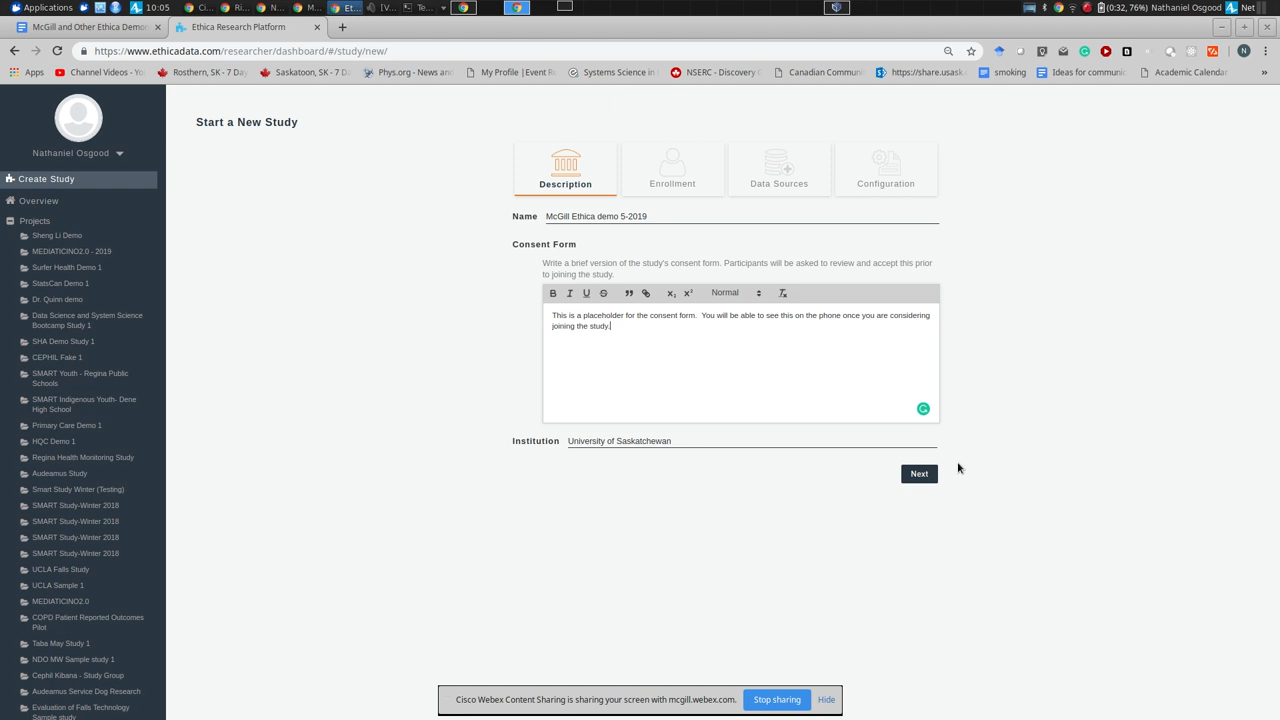 Applications
10:05
Ci
Ri
N
M
Et
[V
Te
(0:32, 76%)
Nathaniel Osgood
Net
McGill and Other Ethica Demon
Ethica Research Platform
https://www.ethicadata.com/researcher/dashboard/#/study/new/
N
Apps
Channel Videos - Yo
Rosthern, SK - 7 Day
Saskatoon, SK - 7 D
Phys.org - News and
My Profile | Event R
Systems Science in
NSERC - Discovery
Canadian Commun
https://share.usask.
smoking
Ideas for communic
Academic Calendar
»
Nathaniel Osgood
Create Study
Overview
Projects
Sheng Li Demo
MEDIATICINO2.0 - 2019
Surfer Health Demo 1
StatsCan Demo 1
Dr. Quinn demo
Data Science and System Science
Bootcamp Study 1
SHA Demo Study 1
CEPHIL Fake 1
SMART Youth - Regina Public
Schools
SMART Indigenous Youth- Dene
High School
Primary Care Demo 1
HQC Demo 1
Regina Health Monitoring Study
Audeamus Study
Smart Study Winter (Testing)
SMART Study-Winter 2018
SMART Study-Winter 2018
SMART Study-Winter 2018
SMART Study-Winter 2018
UCLA Falls Study
UCLA Sample 1
MEDIATICINO2.0
COPD Patient Reported Outcomes
Pilot
Taba May Study 1
NDO MW Sample study 1
Cephil Kibana - Study Group
Audeamus Service Dog Research
Evaluation of Falls Technology
Sample study
Start a New Study
Description
Enrollment
Data Sources
Configuration
Name McGill Ethica demo 5-2019
Consent Form
Write a brief version of the study's consent form. Participants will be asked to review and accept this prior
to joining the study.
B I U S X₂ X² Normal
This is a placeholder for the consent form. You will be able to see this on the phone once you are considering
joining the study.
Institution University of Saskatchewan
Next
Cisco Webex Content Sharing is sharing your screen with mcgill.webex.com.
Stop sharing
Hide